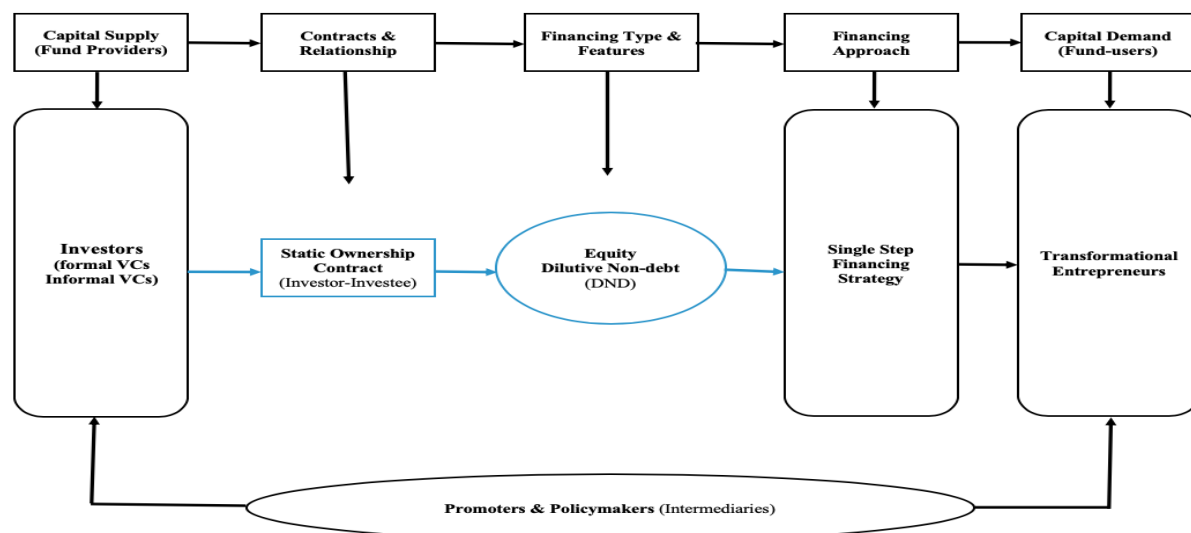 Capital Supply
(Fund Providers)
Contracts &
Relationship
Financing Type &
Features
Financing
Approach
Capital Demand
(Fund-users)
Investors
(formal VCs
Informal VCs)
Static Ownership
Contract
(Investor-Investee)
Equity
Dilutive Non-debt
(DND)
Single Step
Financing
Strategy
Transformational
Entrepreneurs
Promoters & Policymakers (Intermediaries)